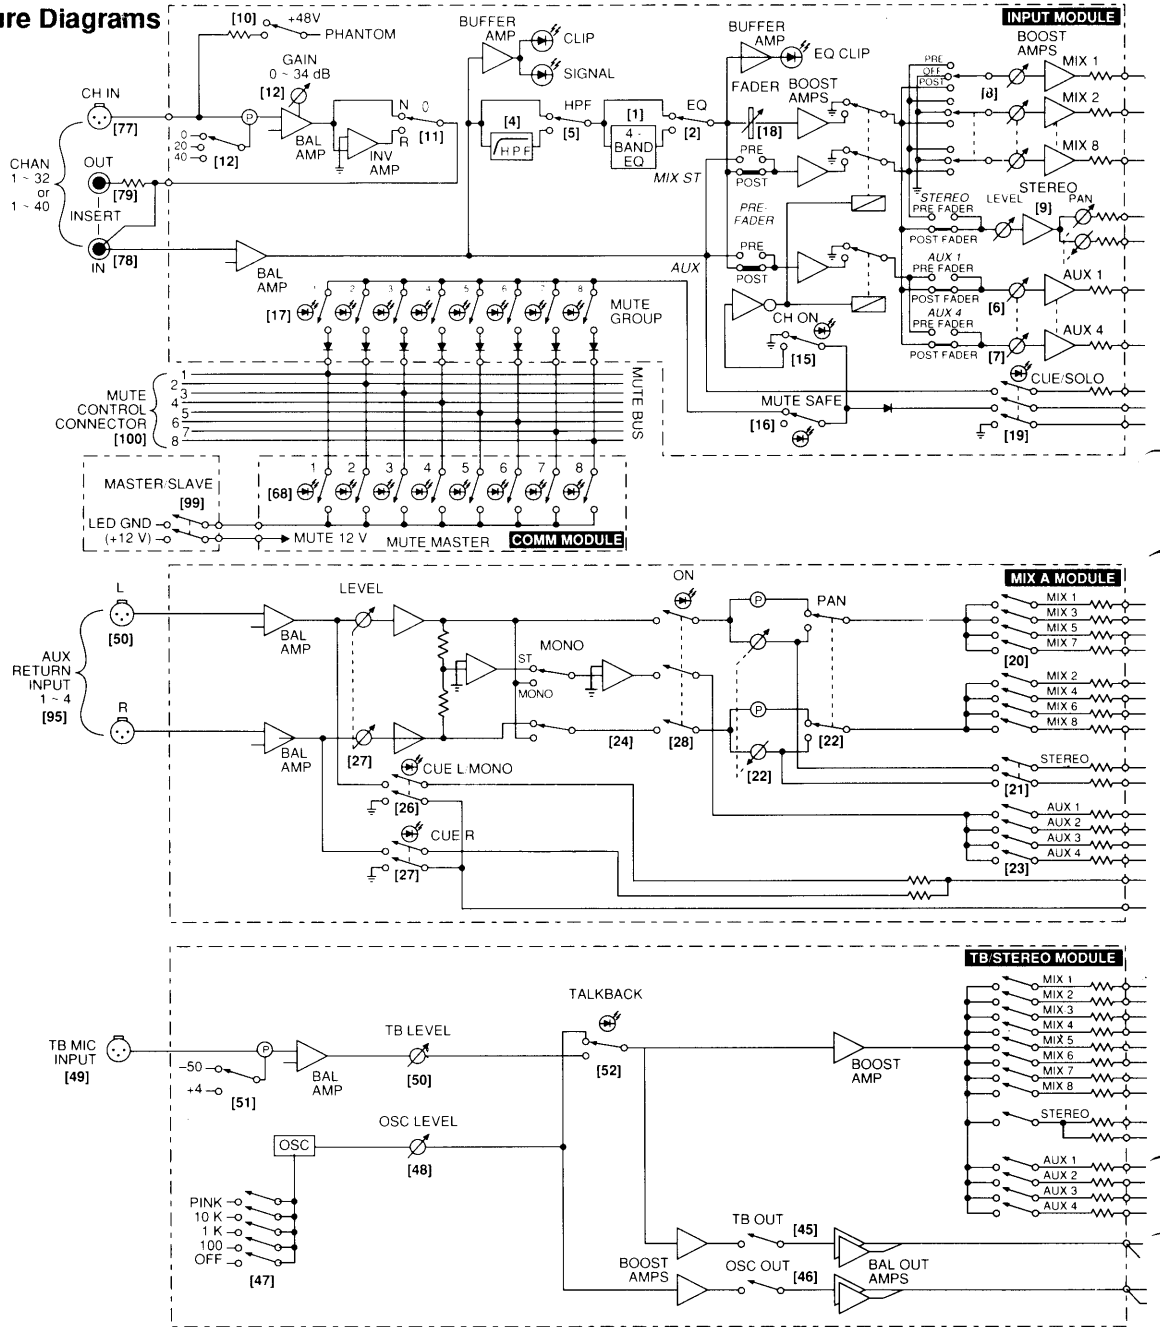 ure Diagrams
INPUT MODULE
[10]
+48V
PHANTOM
BUFFER
AMP
CLIP
SIGNAL
BUFFER
AMP
EQ CLIP
BOOST
AMPS
PRE
OFF
POST
MIX 1
[8]
MIX 2
MIX 8
GAIN
0 ~ 34 dB
[12]
CH IN
[77]
P
0
20
40
[12]
BAL
AMP
INV
AMP
N
0
R
[11]
[4]
HPF
HPF
[5]
[1]
4 -
BAND
EQ
EQ
[2]
FADER
[18]
BOOST
AMPS
PRE
POST
MIX ST
CHAN
1 ~ 32
or
1 ~ 40
OUT
[79]
INSERT
IN
[78]
BAL
AMP
PRE-
FADER
PRE
POST
AUX
STEREO
PRE FADER
POST FADER
LEVEL
STEREO
[9]
PAN
AUX 1
PRE FADER
POST FADER
[6]
AUX 1
AUX 4
PRE FADER
POST FADER
[7]
AUX 4
1 2 3 4 5 6 7 8
[17]
MUTE
GROUP
CH ON
[15]
MUTE SAFE
[16]
CUE/SOLO
[19]
MUTE
CONTROL
CONNECTOR
[100]
1
2
3
4
5
6
7
8
MUTE BUS
MASTER/SLAVE
[99]
LED GND
(+12 V)
1 2 3 4 5 6 7 8
[68]
MUTE 12 V
MUTE MASTER
COMM MODULE
MIX A MODULE
L
[50]
AUX
RETURN
INPUT
1 ~ 4
[95]
R
BAL
AMP
BAL
AMP
LEVEL
[27]
MONO
ST
MONO
[24]
ON
[28]
P
PAN
P
[22]
[22]
MIX 1
MIX 3
MIX 5
MIX 7
[20]
MIX 2
MIX 4
MIX 6
MIX 8
STEREO
[21]
AUX 1
AUX 2
AUX 3
AUX 4
[23]
CUE L/MONO
[26]
CUE R
[27]
TB/STEREO MODULE
TB MIC
INPUT
[49]
-50
+4
[51]
P
BAL
AMP
TB LEVEL
[50]
TALKBACK
[52]
BOOST
AMP
MIX 1
MIX 2
MIX 3
MIX 4
MIX 5
MIX 6
MIX 7
MIX 8
STEREO
AUX 1
AUX 2
AUX 3
AUX 4
OSC
OSC LEVEL
[48]
PINK
10 K
1 K
100
OFF
[47]
BOOST
AMPS
TB OUT
[45]
OSC OUT
[46]
BAL OUT
AMPS